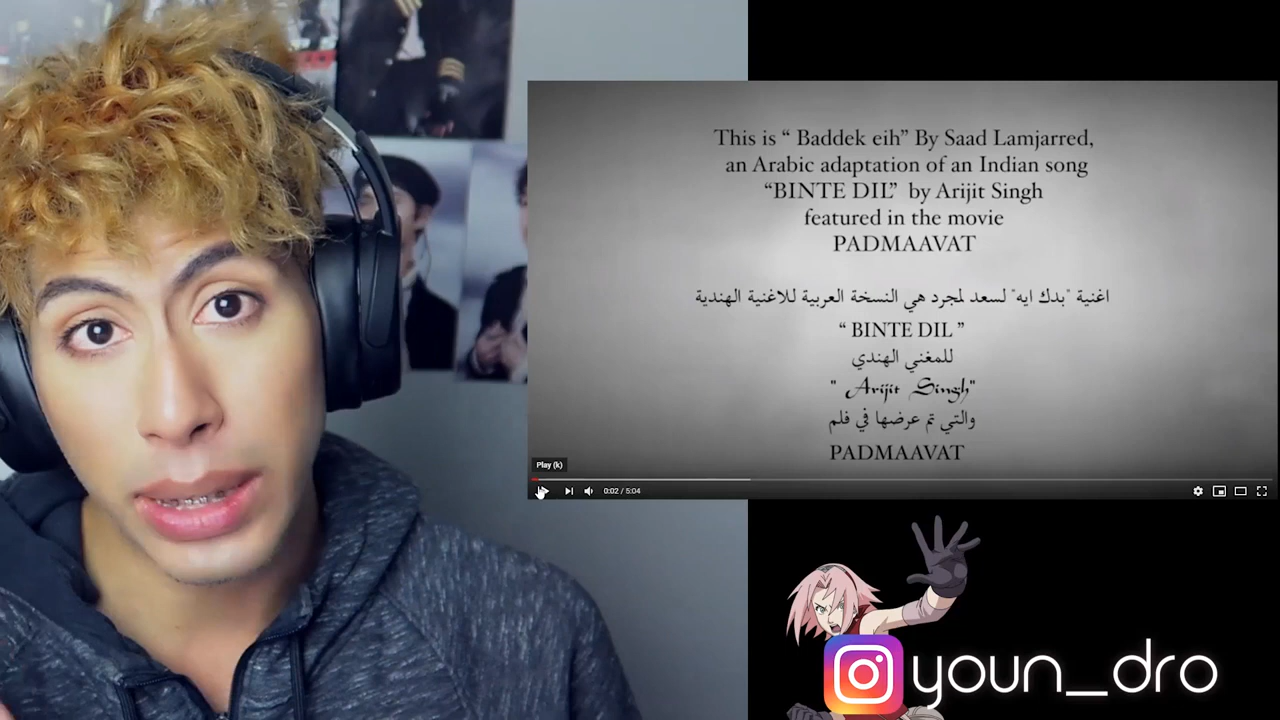 This is “ Baddek eih” By Saad Lamjarred,
an Arabic adaptation of an Indian song
“BINTE DIL” by Arijit Singh
featured in the movie
PADMAAVAT
اغنية "بدك ايه" لسعد لمجرد هي النسخة العربية للاغنية الهندية
“ BINTE DIL ”
للمغني الهندي
" Arijit Singh"
والتي تم عرضها في فلم
PADMAAVAT
Play (k)
0:02 / 5:04
youn_dro